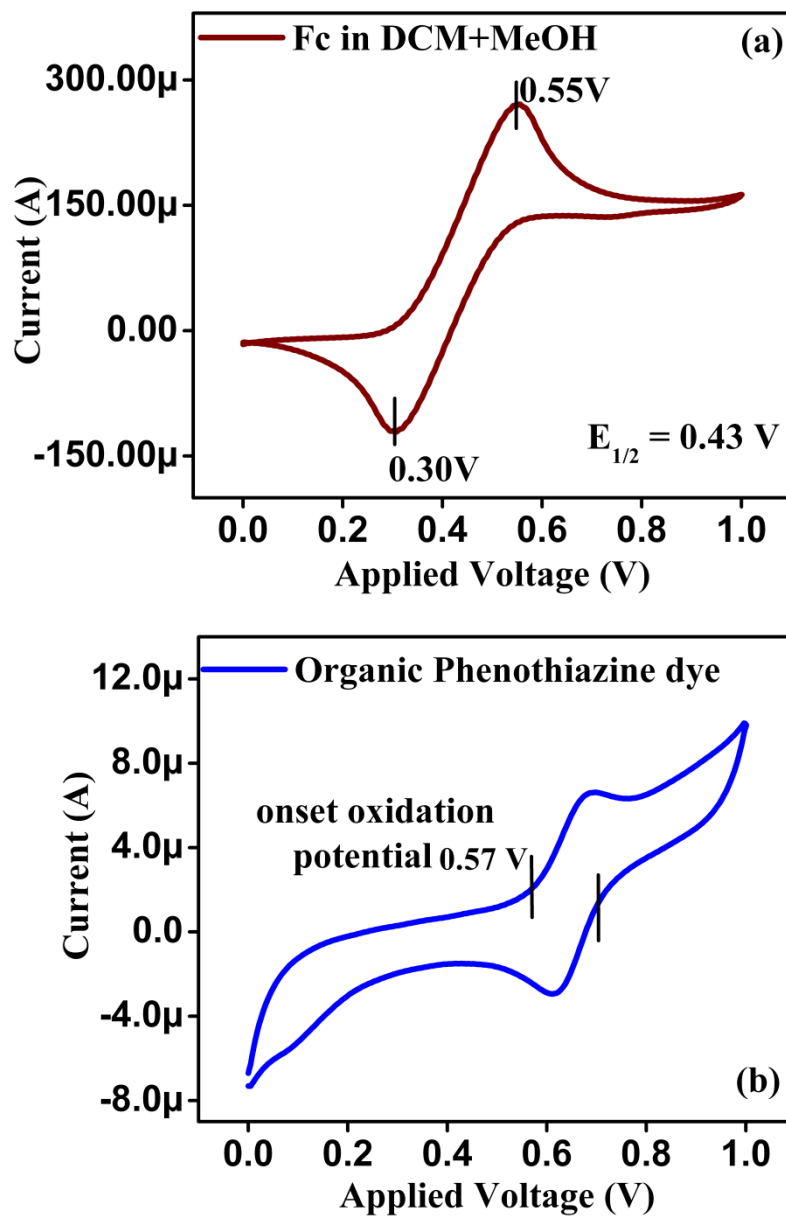 Fc in DCM+MeOH
(a)
300.00µ
150.00µ
0.00
-150.00µ
Current (A)
0.55V
0.30V
E1/2 = 0.43 V
0.0 0.2 0.4 0.6 0.8 1.0
Applied Voltage (V)
Organic Phenothiazine dye
12.0µ
8.0µ
4.0µ
0.0
-4.0µ
-8.0µ
Current (A)
onset oxidation
potential 0.57 V
(b)
0.0 0.2 0.4 0.6 0.8 1.0
Applied Voltage (V)